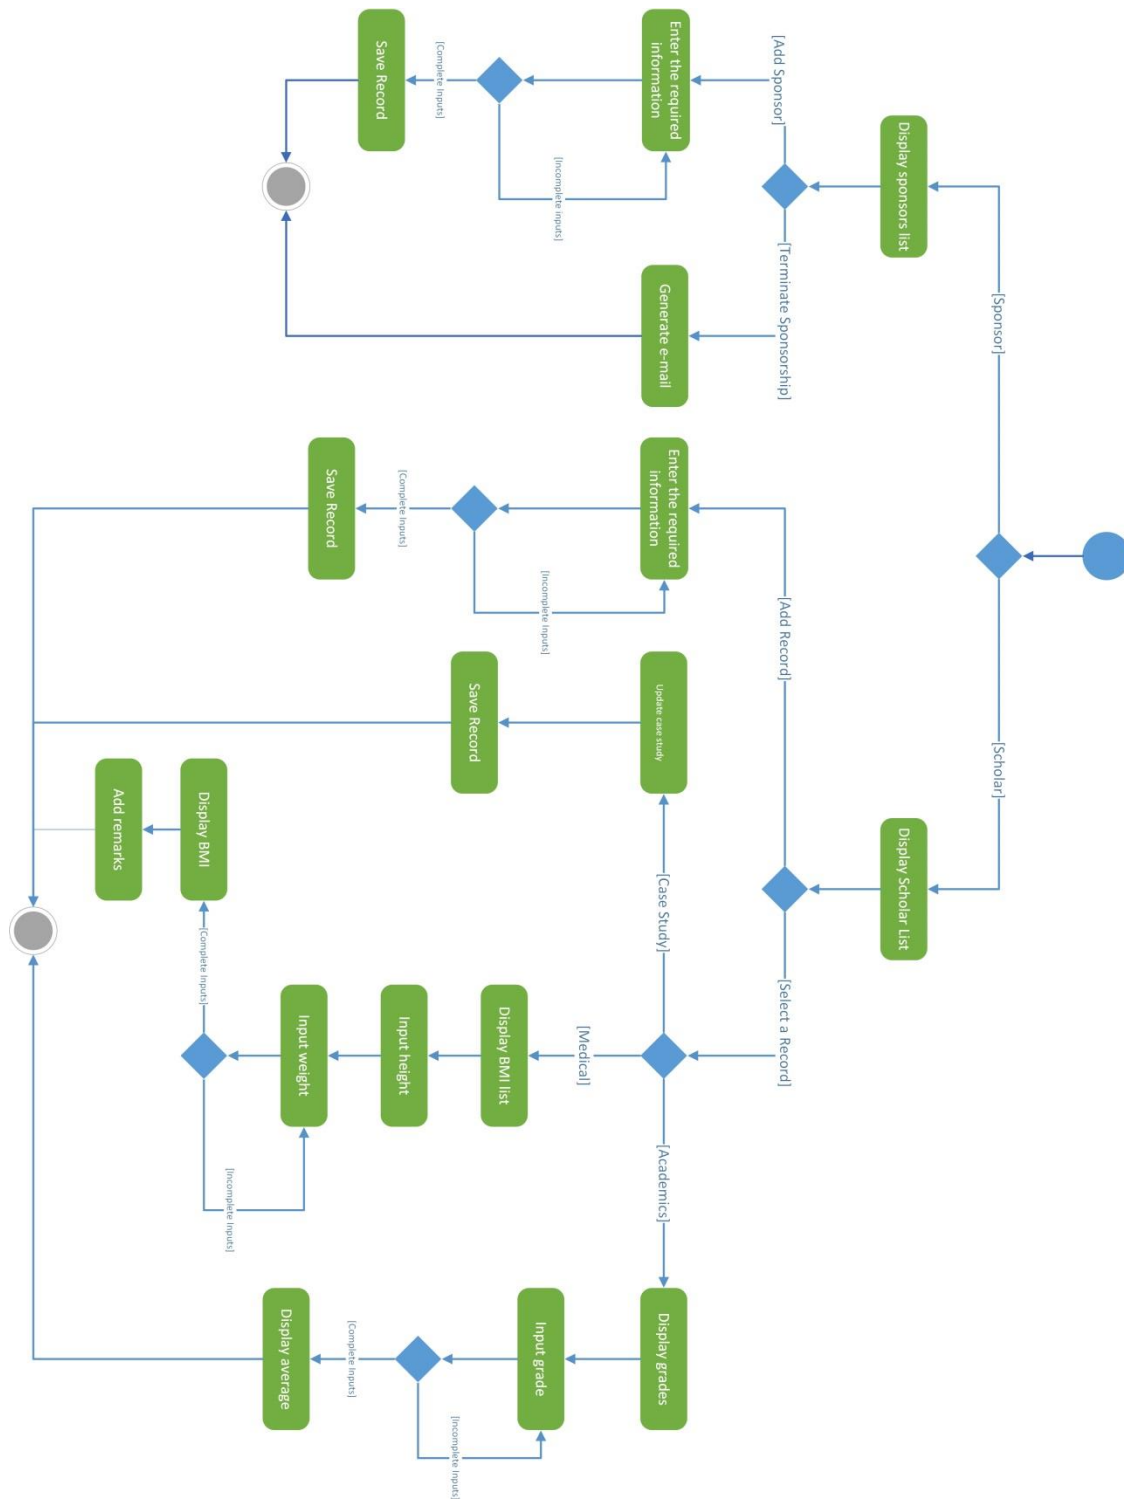 [Sponsor]
[Scholar]
Display sponsors list
Display Scholar List
[Add Sponsor]
[Terminate Sponsorship]
[Add Record]
[Select a Record]
Enter the required
information
Generate e-mail
Enter the required
information
Update case study
[Case Study]
[Medical]
[Academics]
Display grades
[Incomplete inputs]
[Incomplete Inputs]
Display BMI list
Input grade
[Complete Inputs]
Save Record
[Complete Inputs]
Save Record
Save Record
Input height
[Incomplete Inputs]
[Complete Inputs]
Input weight
Display average
[Incomplete Inputs]
[Complete Inputs]
Display BMI
Add remarks